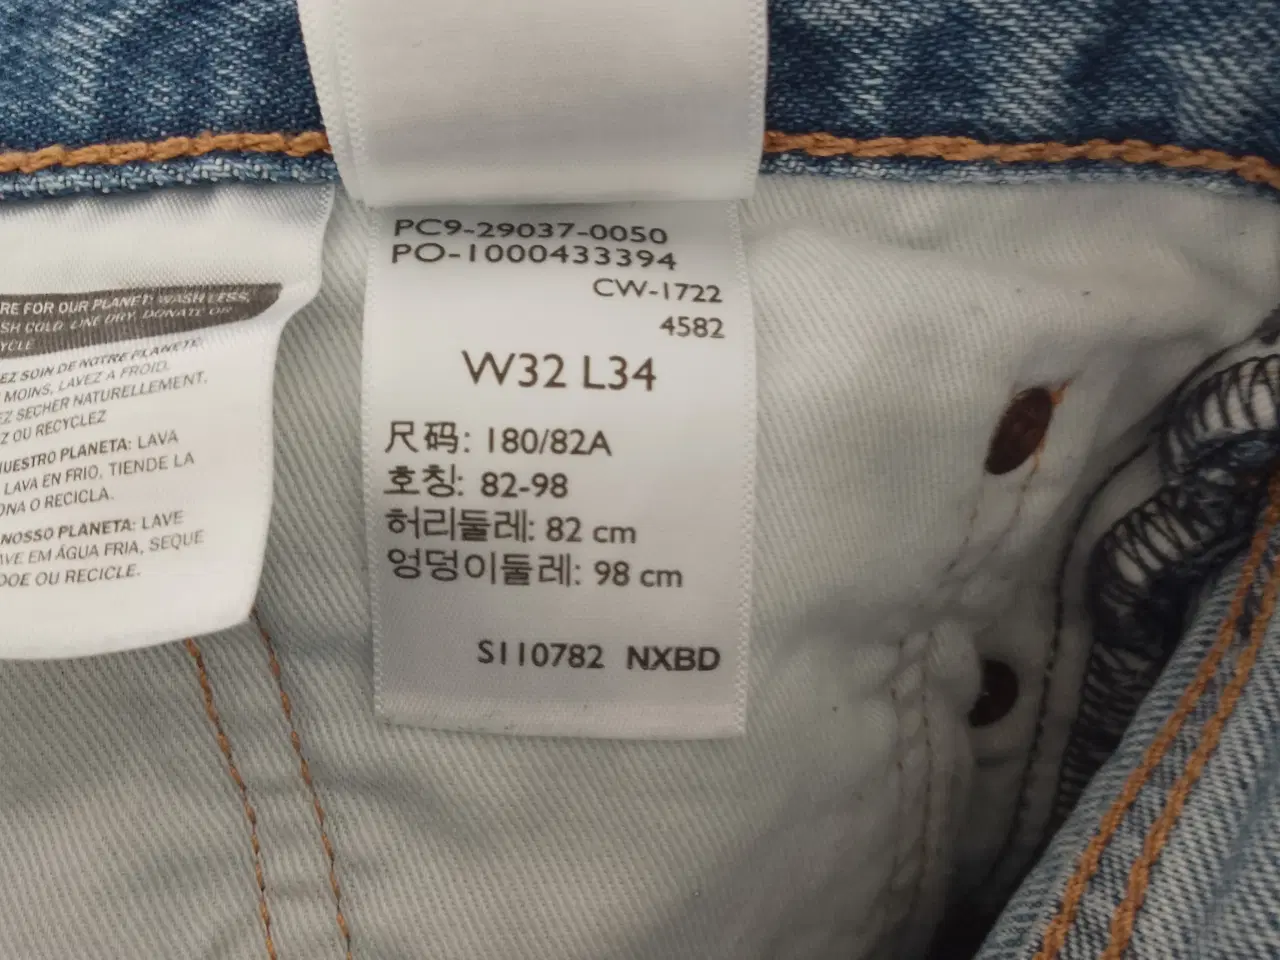 RE FOR OUR PLANET: WASH LESS,
SH COLD, LINE DRY, DONATE OR
YCLE
EZ SOIN DE NOTRE PLANETE:
MOINS, LAVEZ A FROID,
EZ SECHER NATURELLEMENT,
Z OU RECYCLEZ
NUESTRO PLANETA: LAVA
LAVA EN FRIO, TIENDE LA
ONA O RECICLA.
NOSSO PLANETA: LAVE
AVE EM ÁGUA FRIA, SEQUE
DOE OU RECICLE.
PC9-29037-0050
PO-1000433394
CW-1722
4582
W32 L34
尺码: 180/82A
호칭: 82-98
허리둘레: 82 cm
엉덩이둘레: 98 cm
S110782 NXBD